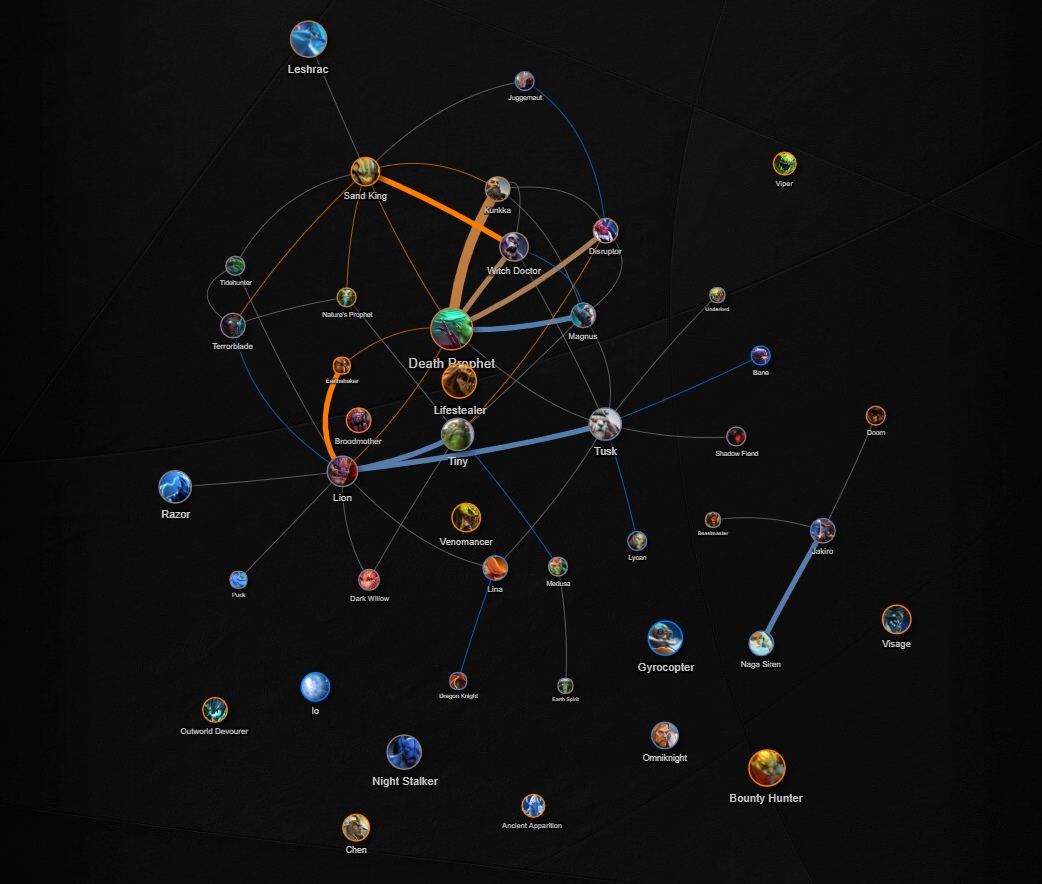 Leshrac
Juggernaut
Viper
Sand King
Kunkka
Disruptor
Witch Doctor
Tidehunter
Underlord
Nature's Prophet
Magnus
Terrorblade
Death Prophet
Bane
Earthshaker
Lifestealer
Doom
Broodmother
Tusk
Shadow Fiend
Tiny
Lion
Razor
Beastmaster
Venomancer
Jakiro
Lycan
Medusa
Lina
Puck
Dark Willow
Visage
Naga Siren
Gyrocopter
Dragon Knight
Earth Spirit
Io
Outworld Devourer
Omniknight
Night Stalker
Bounty Hunter
Ancient Apparition
Chen